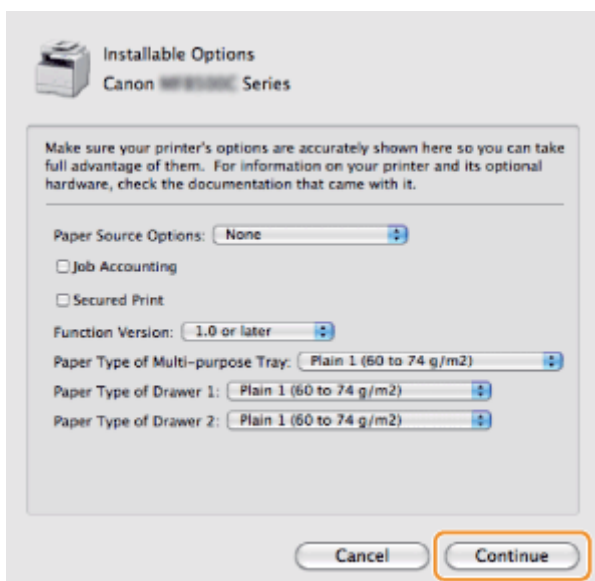 Installable Options
Canon Series
Make sure your printer's options are accurately shown here so you can take
full advantage of them. For information on your printer and its optional
hardware, check the documentation that came with it.
Paper Source Options: None
Job Accounting
Secured Print
Function Version: 1.0 or later
Paper Type of Multi-purpose Tray: Plain 1 (60 to 74 g/m2)
Paper Type of Drawer 1: Plain 1 (60 to 74 g/m2)
Paper Type of Drawer 2: Plain 1 (60 to 74 g/m2)
Cancel Continue